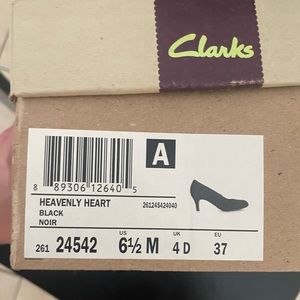 Clarks
A
8 89306 12640 5
HEAVENLY HEART 261245424040
BLACK
NOIR
US UK EU
261 24542 6½ M 4 D 37